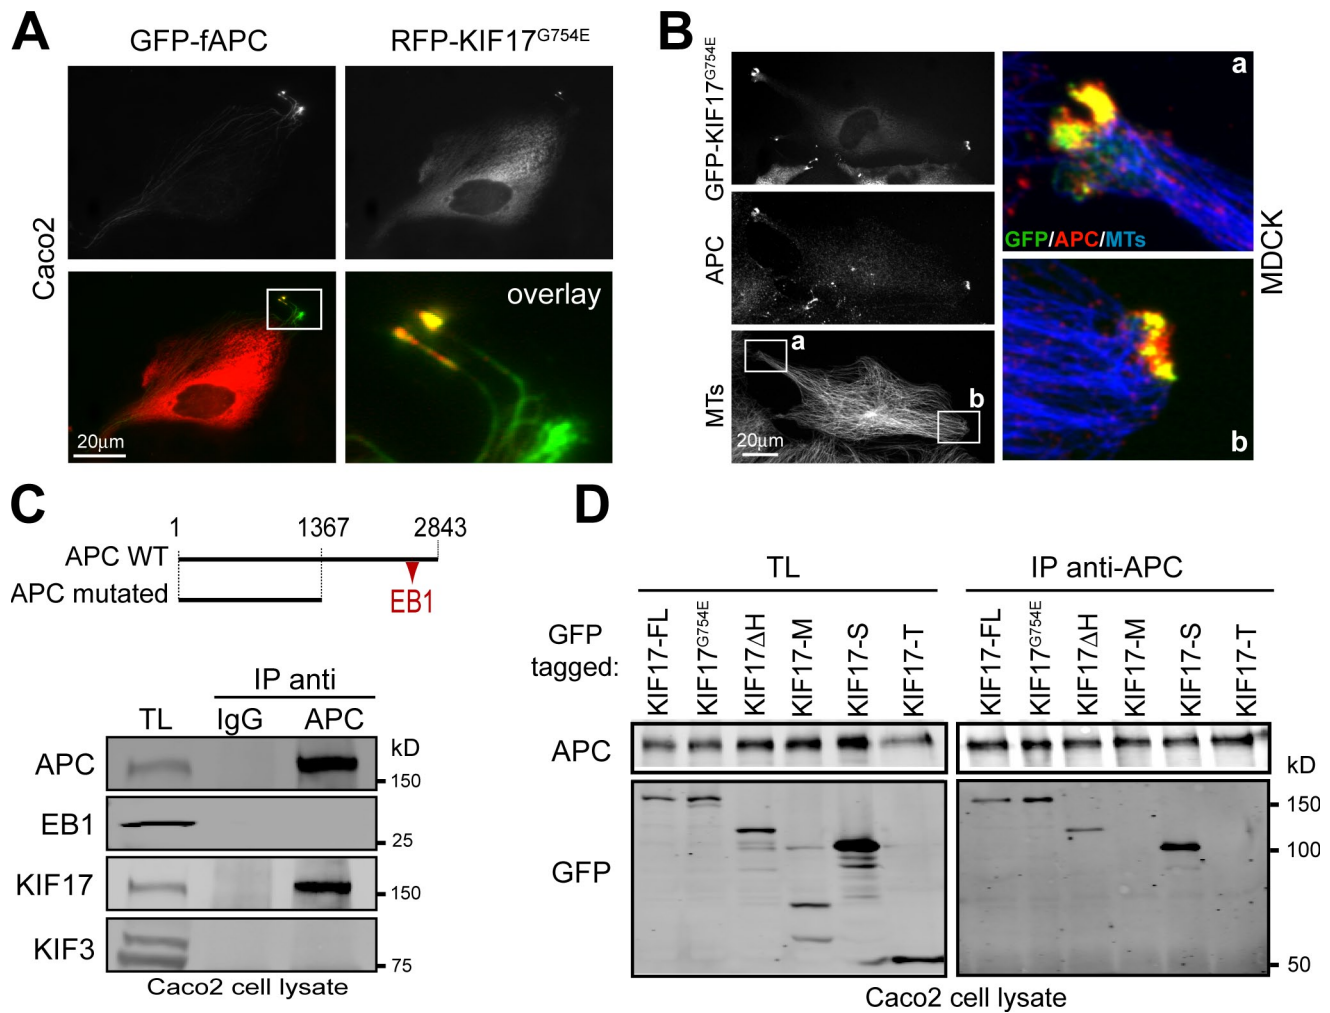 A
GFP-fAPC
RFP-KIF17G754E
Caco2
overlay
20μm
B
GFP-KIF17G754E
APC
MTs
a
b
20μm
a
GFP/APC/MTs
b
MDCK
C
1 1367 2843
APC WT
APC mutated
EB1
IP anti
TL IgG APC
kD
APC
150
EB1
25
KIF17
150
KIF3
75
Caco2 cell lysate
D
TL
IP anti-APC
GFP tagged:
KIF17-FL
KIF17G754E
KIF17ΔH
KIF17-M
KIF17-S
KIF17-T
KIF17-FL
KIF17G754E
KIF17ΔH
KIF17-M
KIF17-S
KIF17-T
APC
kD
GFP
150
100
50
Caco2 cell lysate